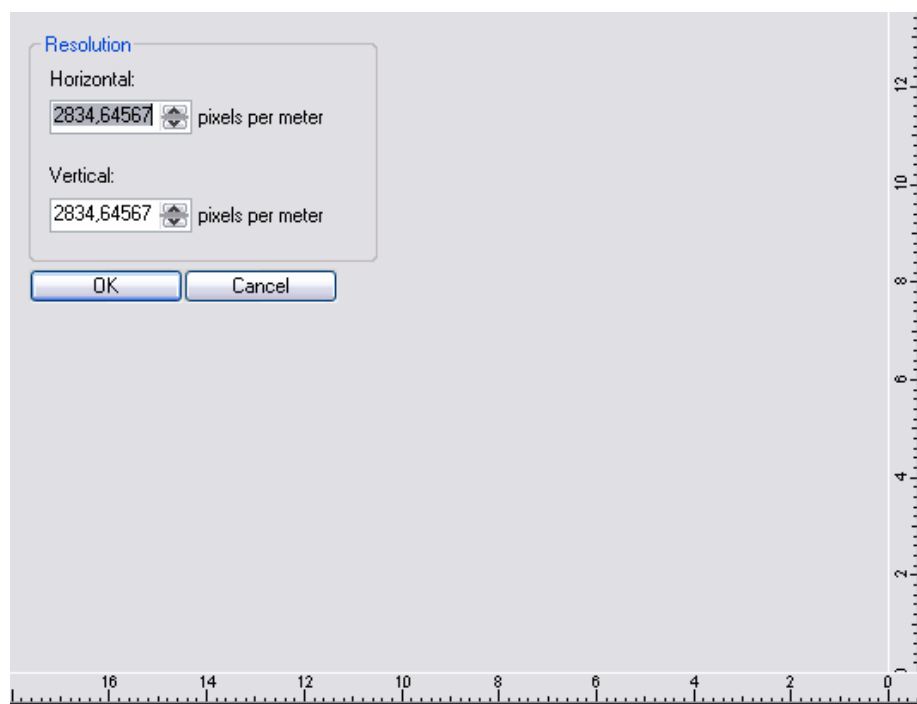 Resolution
Horizontal:
2834,64567 pixels per meter
Vertical:
2834,64567 pixels per meter
OK Cancel
12
10
8
6
4
2
0
16 14 12 10 8 6 4 2 0